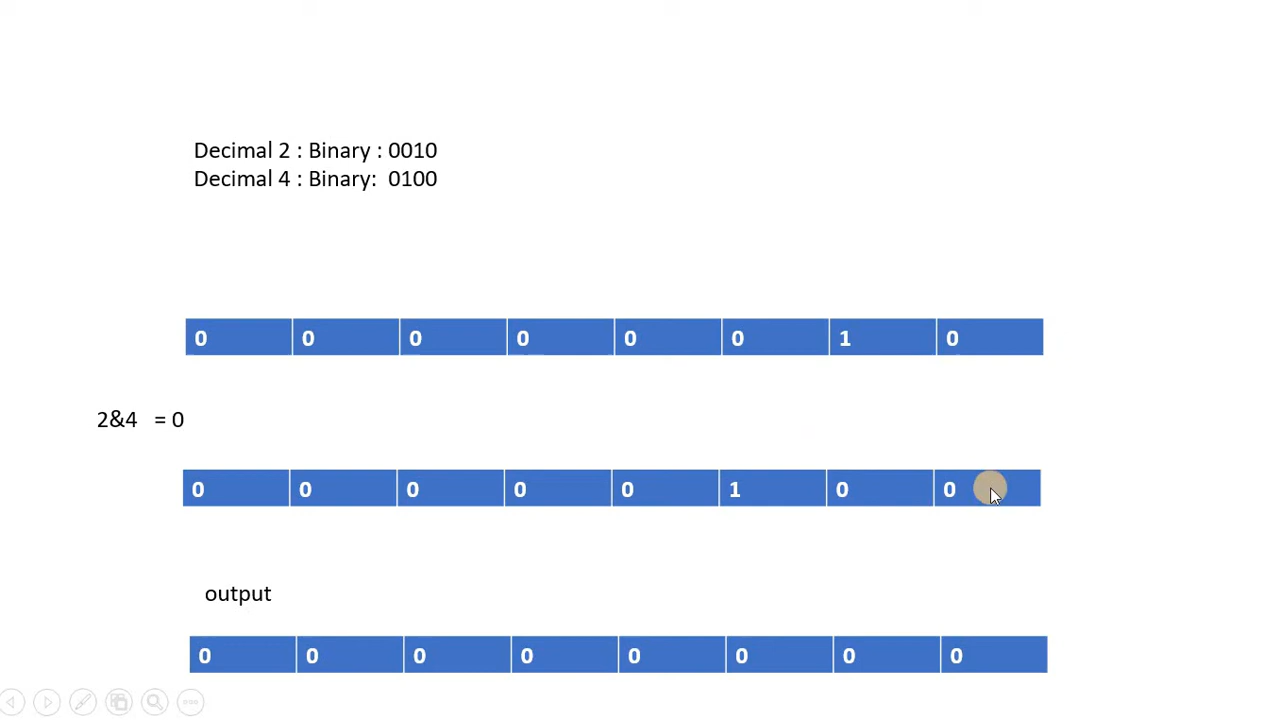 Decimal 2 : Binary : 0010
Decimal 4 : Binary:  0100
0 0 0 0 0 0 1 0
2&4   = 0
0 0 0 0 0 1 0 0
output
0 0 0 0 0 0 0 0